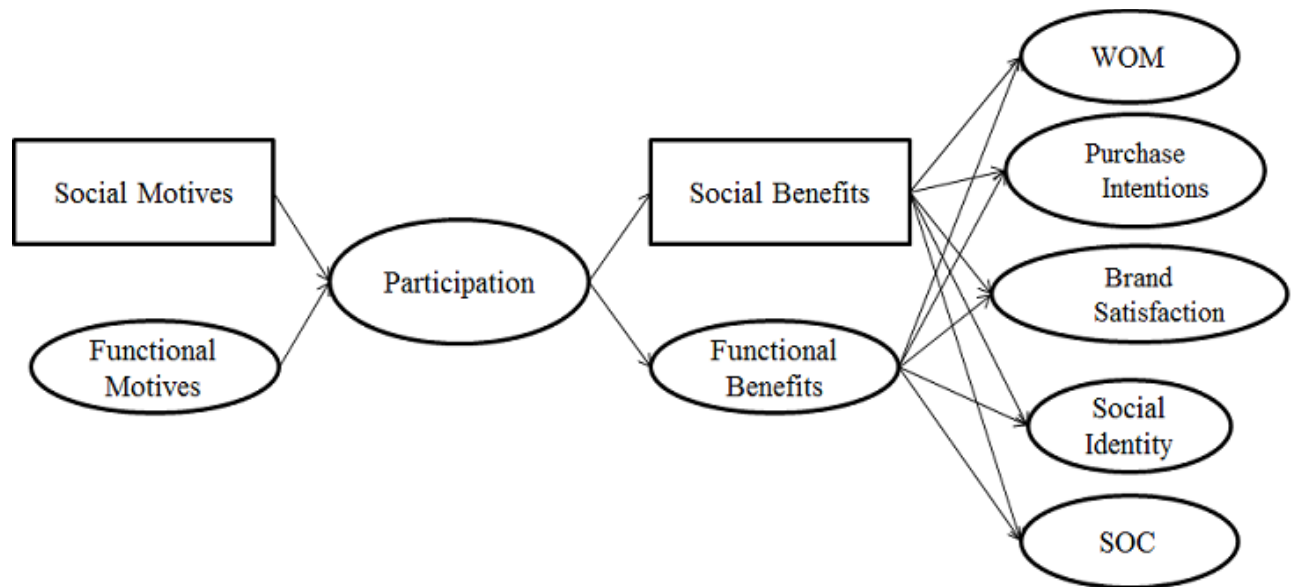 Social Motives
Functional
Motives
Participation
Social Benefits
Functional
Benefits
WOM
Purchase
Intentions
Brand
Satisfaction
Social
Identity
SOC